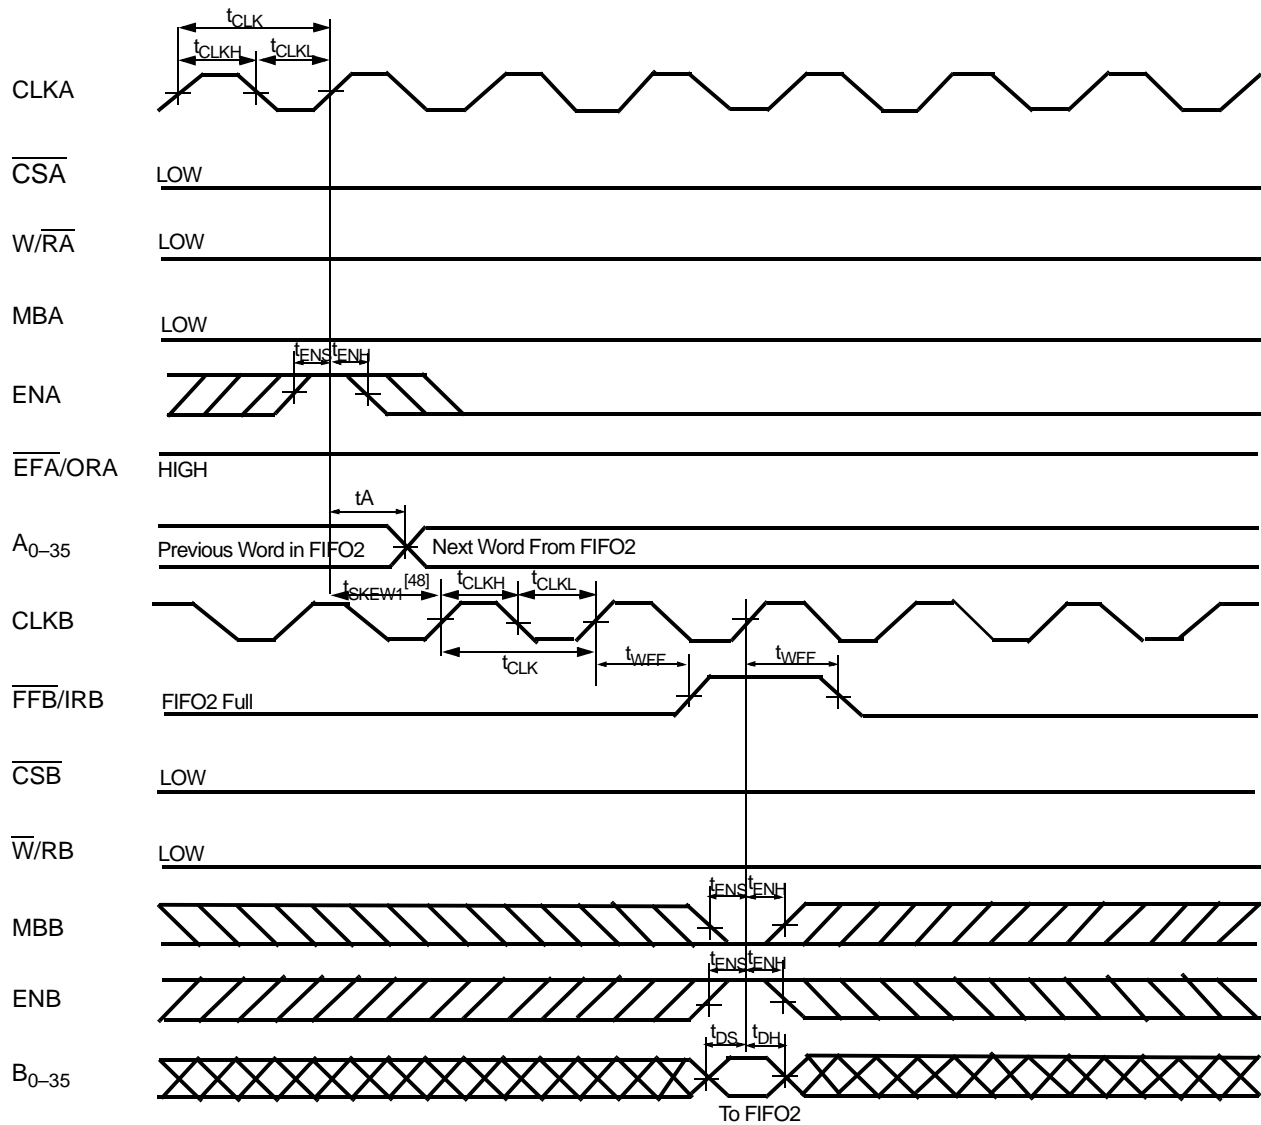 tCLK
tCLKH tCLKL
CLKA
CSA LOW
W/RA LOW
MBA LOW
tENS tENH
ENA
EFA/ORA HIGH
tA
A0–35 Previous Word in FIFO2 Next Word From FIFO2
tSKEW1[48] tCLKH tCLKL
CLKB
tCLK tWFF tWFF
FFB/IRB FIFO2 Full
CSB LOW
W/RB LOW
tENS tENH
MBB
tENS tENH
ENB
tDS tDH
B0–35
To FIFO2